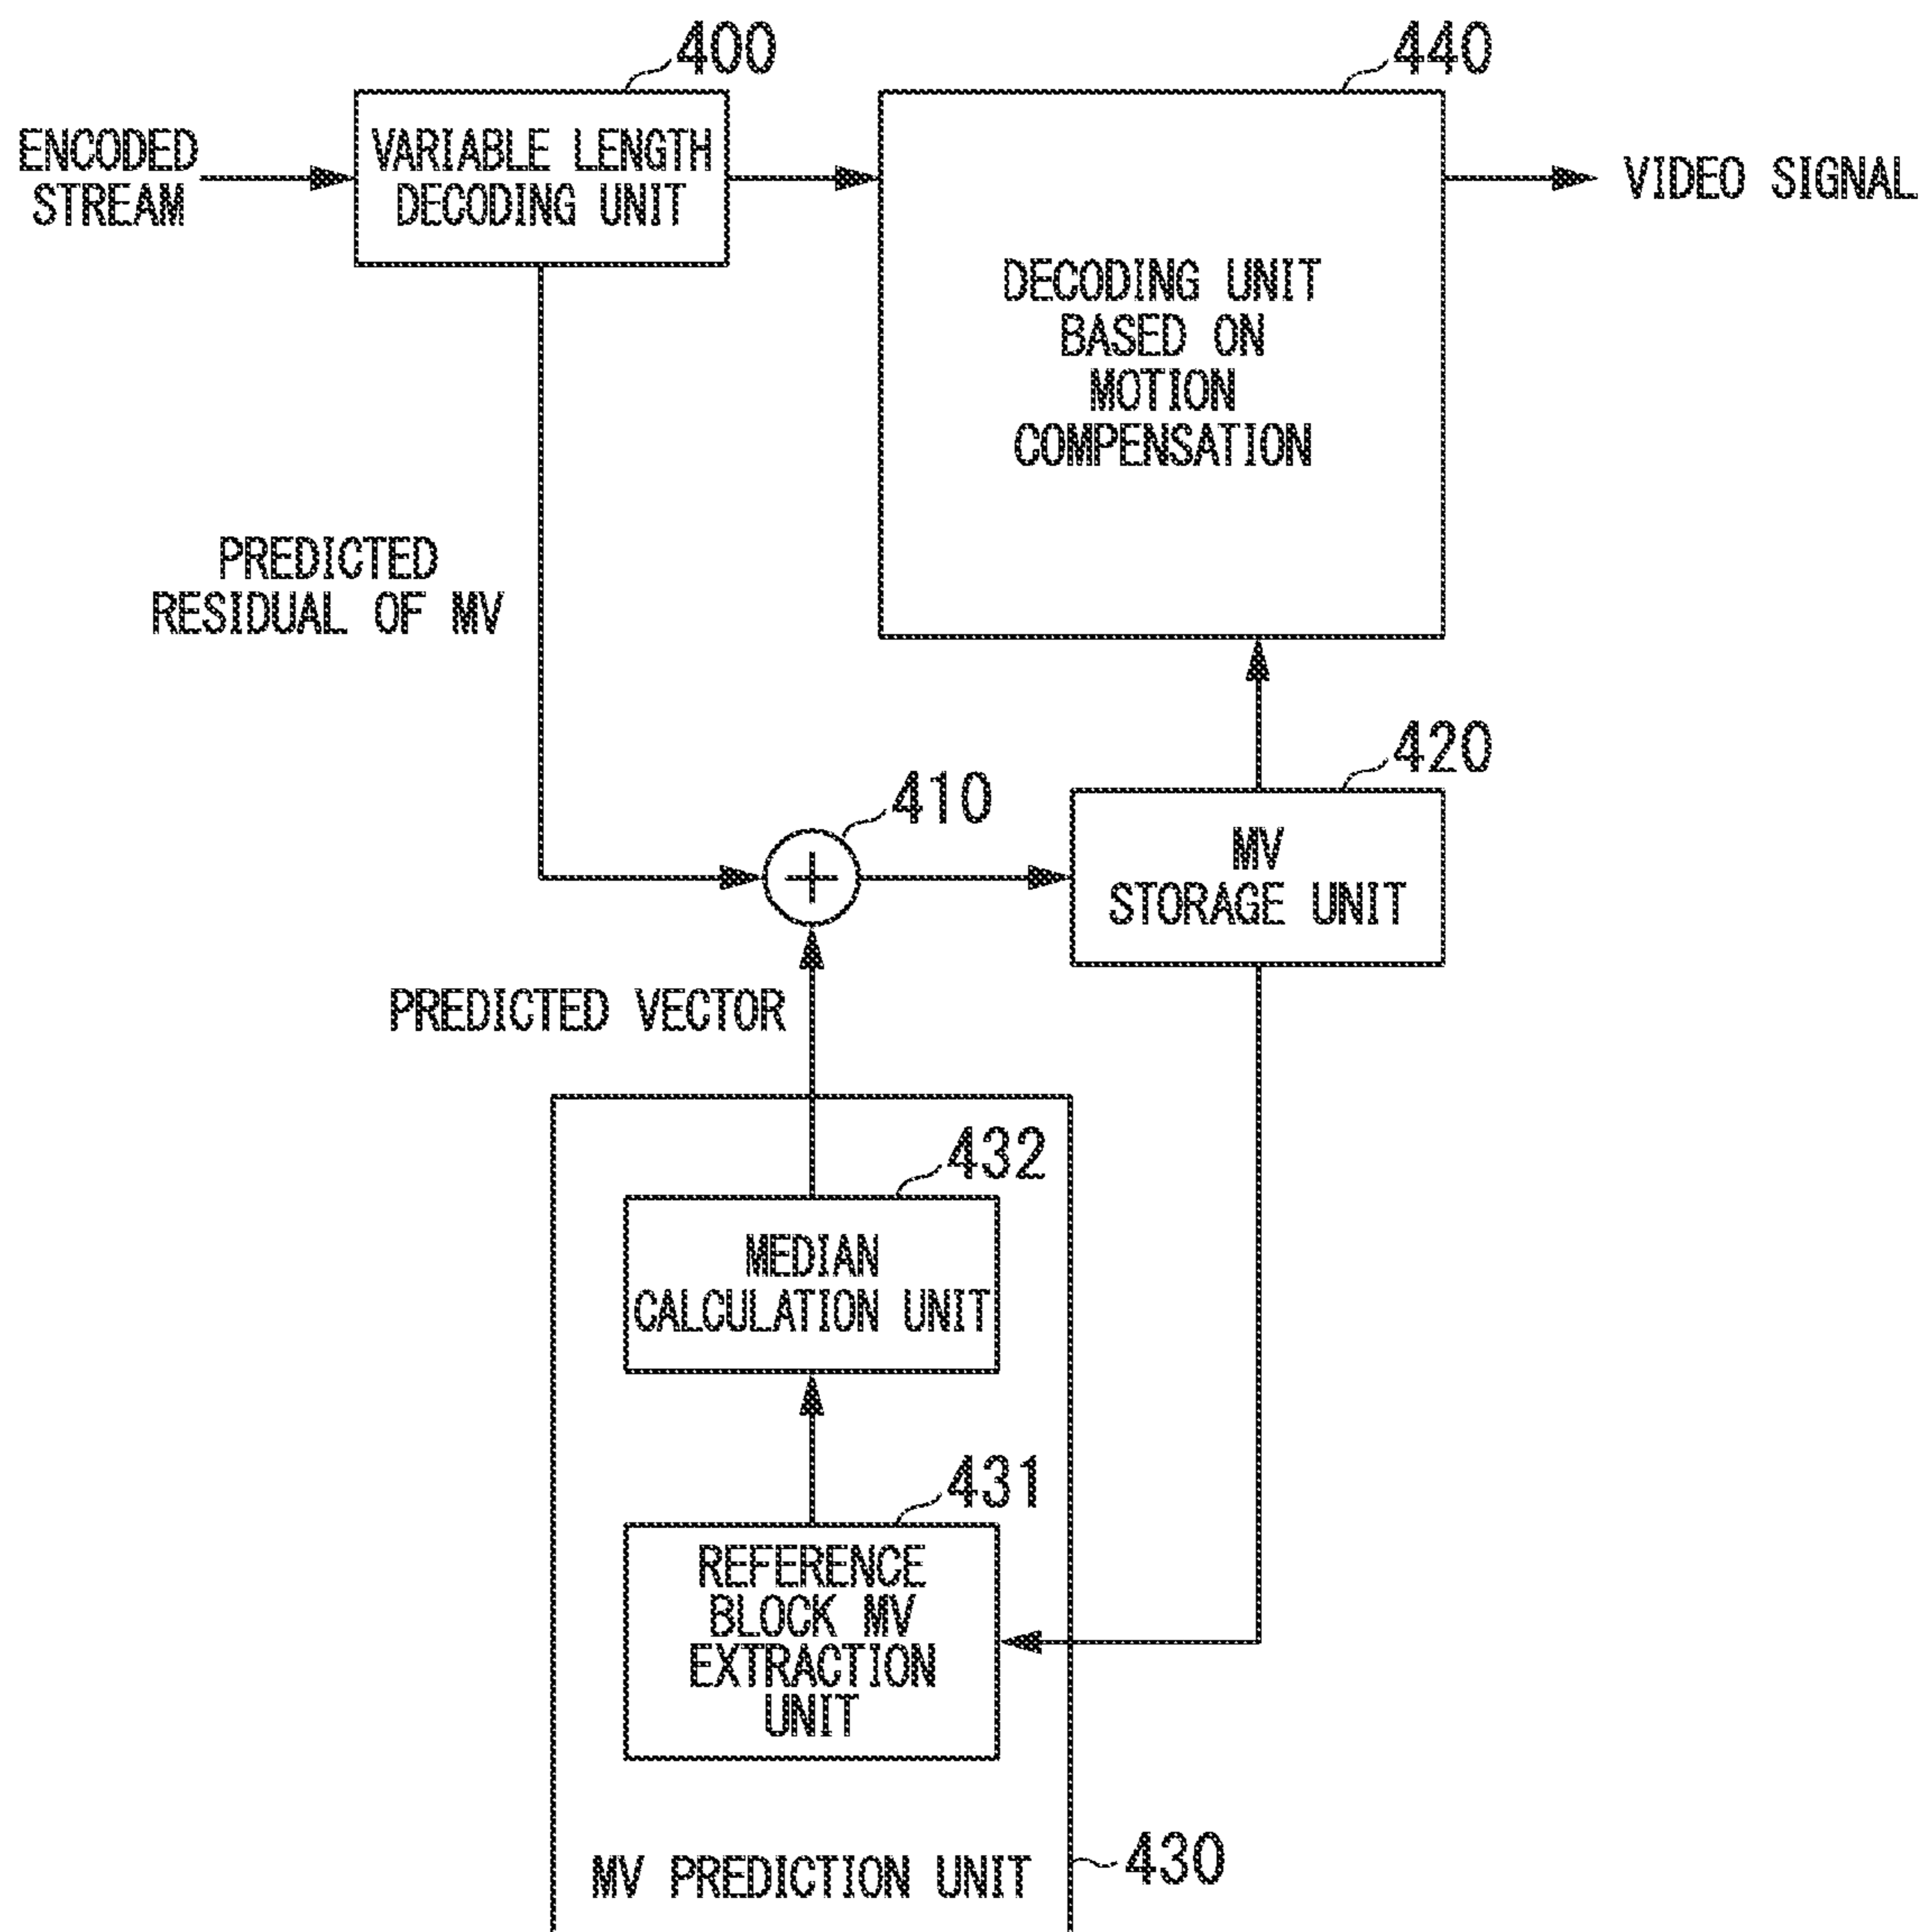 400
440
ENCODED
STREAM
VARIABLE LENGTH
DECODING UNIT
VIDEO SIGNAL
DECODING UNIT
BASED ON
MOTION
COMPENSATION
PREDICTED
RESIDUAL OF MV
420
410
+
MV
STORAGE UNIT
PREDICTED VECTOR
432
MEDIAN
CALCULATION UNIT
431
REFERENCE
BLOCK MV
EXTRACTION
UNIT
MV PREDICTION UNIT
430